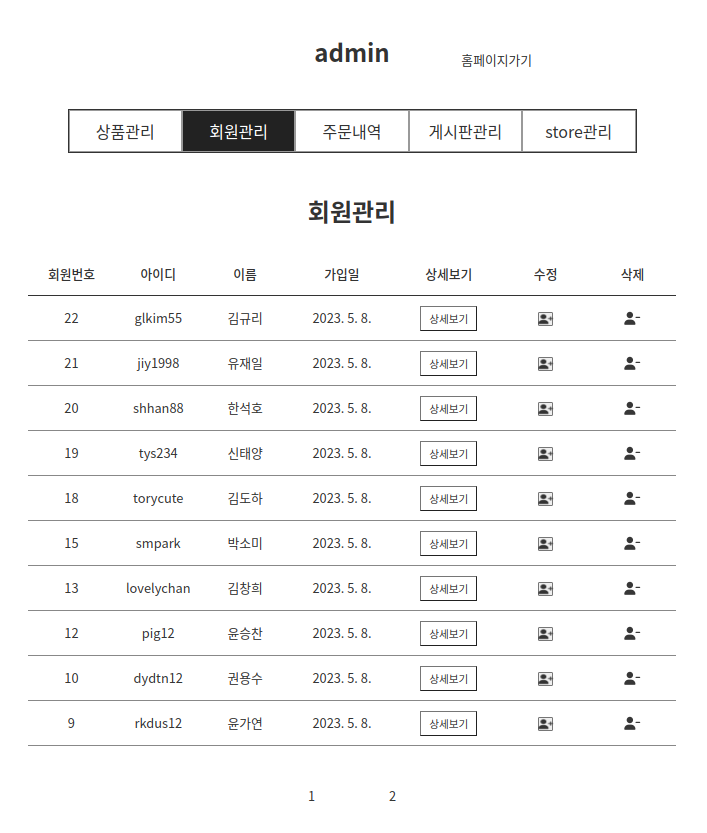 admin 홈페이지가기
상품관리 회원관리 주문내역 게시판관리 store관리
회원관리
회원번호 아이디 이름 가입일 상세보기 수정 삭제
22 glkim55 김규리 2023. 5. 8. 상세보기
21 jiy1998 유재일 2023. 5. 8. 상세보기
20 shhan88 한석호 2023. 5. 8. 상세보기
19 tys234 신태양 2023. 5. 8. 상세보기
18 torycute 김도하 2023. 5. 8. 상세보기
15 smpark 박소미 2023. 5. 8. 상세보기
13 lovelychan 김창희 2023. 5. 8. 상세보기
12 pig12 윤승찬 2023. 5. 8. 상세보기
10 dydtn12 권용수 2023. 5. 8. 상세보기
9 rkdus12 윤가연 2023. 5. 8. 상세보기
1 2